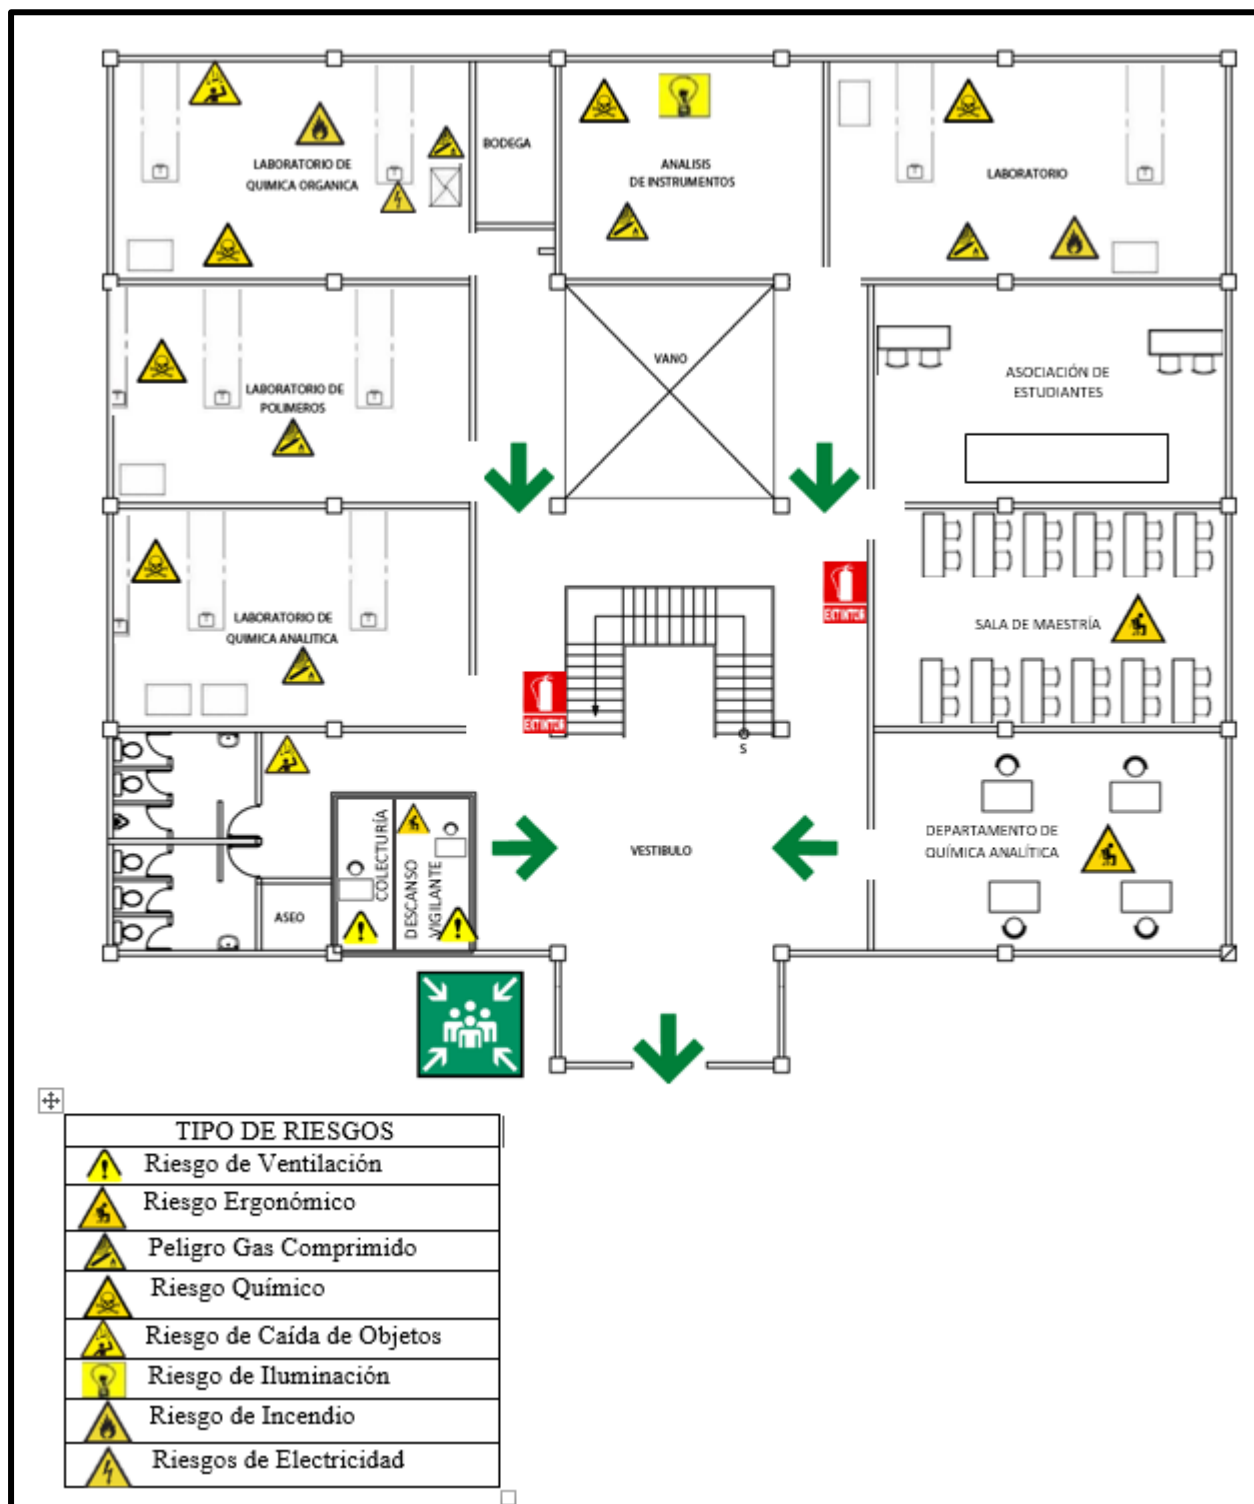 LABORATORIO DE
QUIMICA ORGANICA
BODEGA
ANALISIS
DE INSTRUMENTOS
LABORATORIO
LABORATORIO DE
POLIMEROS
VANO
ASOCIACIÓN DE
ESTUDIANTES
LABORATORIO DE
QUIMICA ANALITICA
EXTINTOR
EXTINTOR
SALA DE MAESTRÍA
S
COLECTURÍA
DESCANSO
VIGILANTE
ASEO
VESTIBULO
DEPARTAMENTO DE
QUÍMICA ANALÍTICA
TIPO DE RIESGOS
Riesgo de Ventilación
Riesgo Ergonómico
Peligro Gas Comprimido
Riesgo Químico
Riesgo de Caída de Objetos
Riesgo de Iluminación
Riesgo de Incendio
Riesgos de Electricidad